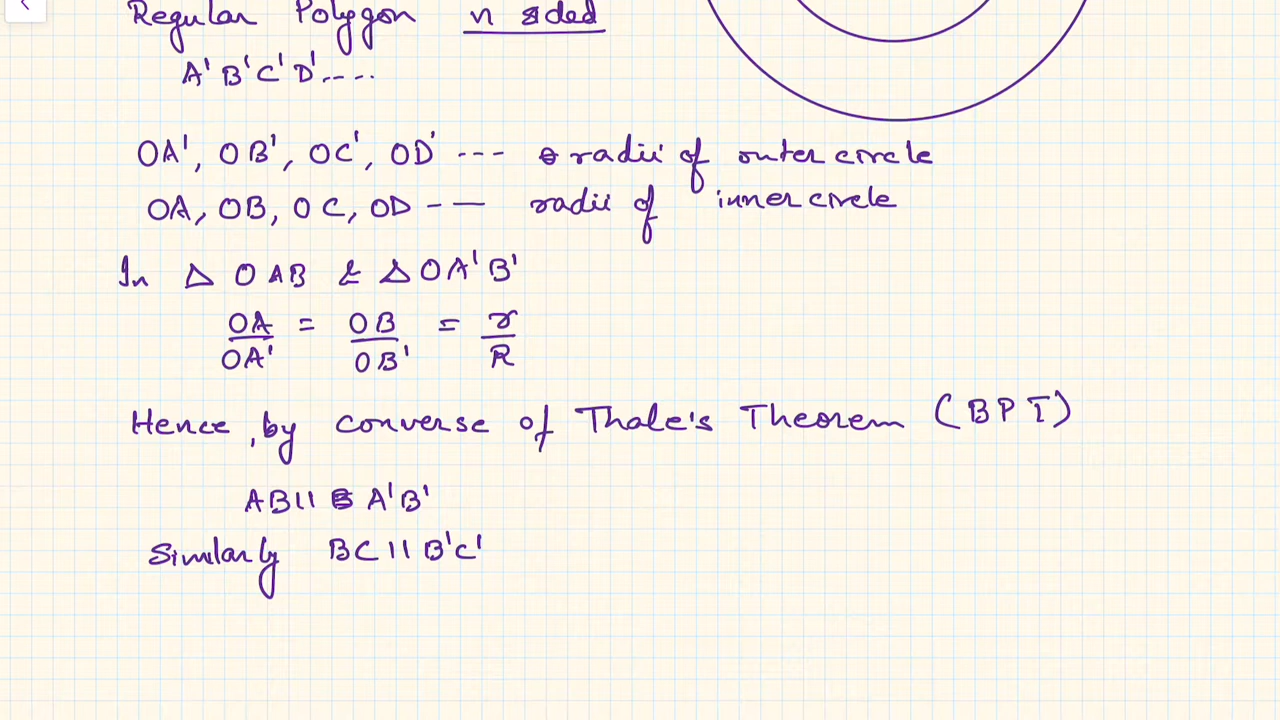 Regular Polygon n sided
A'B'C'D'----
OA', OB', OC', OD' --- radii of outer circle
OA, OB, OC, OD -- — radii of inner circle
In △ OAB & △ OA'B'
OA/OA' = OB/OB' = r/R
Hence, by converse of Thale's Theorem (BPT)
AB || A'B'
Similarly BC || B'C'